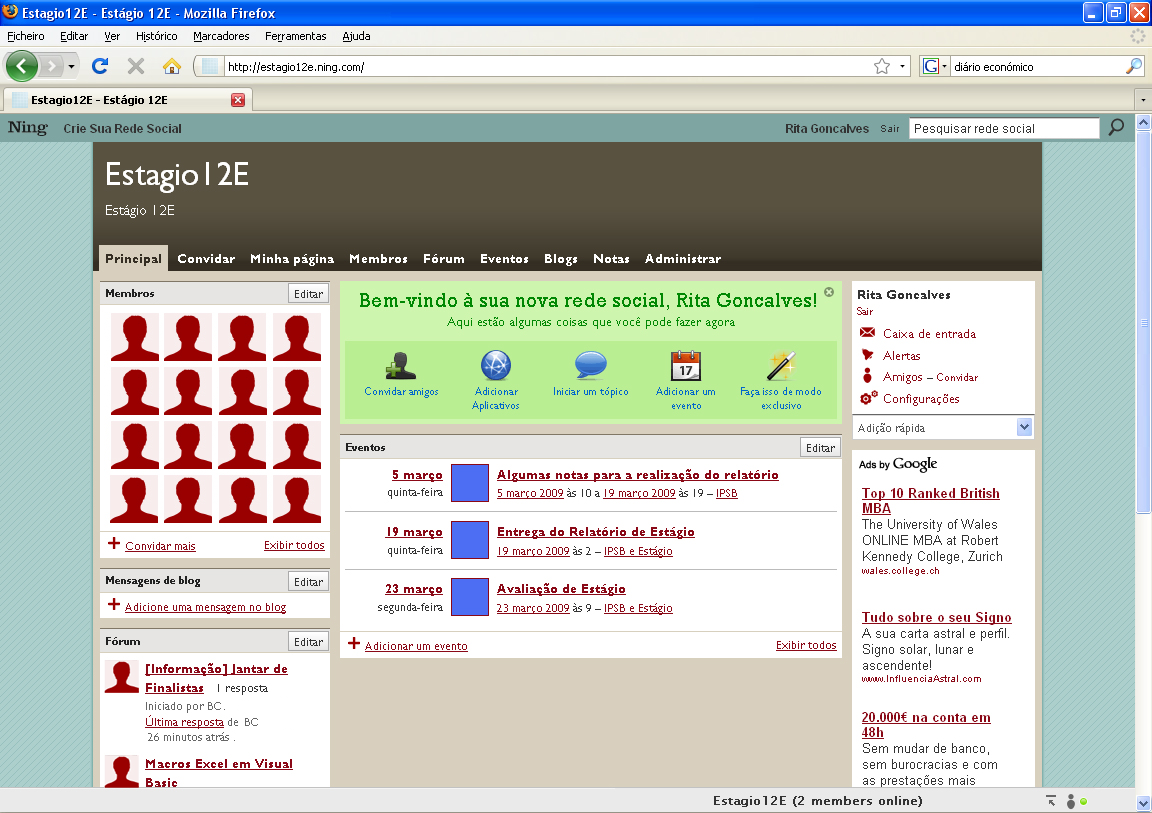 Estagio12E - Estágio 12E - Mozilla Firefox
Ficheiro Editar Ver Histórico Marcadores Ferramentas Ajuda
http://estagio12e.ning.com/
G diário económico
Estagio12E - Estágio 12E
Ning Crie Sua Rede Social Rita Goncalves Sair Pesquisar rede social
Estagio12E
Estágio 12E
Principal Convidar Minha página Membros Fórum Eventos Blogs Notas Administrar
Membros Editar
Convidar mais Exibir todos
Mensagens de blog Editar
Adicione uma mensagem no blog
Fórum Editar
[Informação] Jantar de
Finalistas 1 resposta
Iniciado por BC.
Última resposta de BC
26 minutos atrás .
Macros Excel em Visual
Basic
Bem-vindo à sua nova rede social, Rita Goncalves!
Aqui estão algumas coisas que você pode fazer agora
17
Convidar amigos
Adicionar
Aplicativos
Iniciar um tópico
Adicionar um
evento
Faça isso de modo
exclusivo
Eventos Editar
5 março Algumas notas para a realização do relatório
quinta-feira 5 março 2009 às 10 a 19 março 2009 às 19 – IPSB
19 março Entrega do Relatório de Estágio
quinta-feira 19 março 2009 às 2 – IPSB e Estágio
23 março Avaliação de Estágio
segunda-feira 23 março 2009 às 9 – IPSB e Estágio
Adicionar um evento Exibir todos
Rita Goncalves
Sair
Caixa de entrada
Alertas
Amigos – Convidar
Configurações
Adição rápida
Ads by Google
Top 10 Ranked British
MBA
The University of Wales
ONLINE MBA at Robert
Kennedy College, Zurich
wales.college.ch
Tudo sobre o seu Signo
A sua carta astral e perfil.
Signo solar, lunar e
ascendente!
www.InfluenciaAstral.com
20.000€ na conta em
48h
Sem mudar de banco,
sem burocracias e com
as prestações mais
Estagio12E (2 members online)